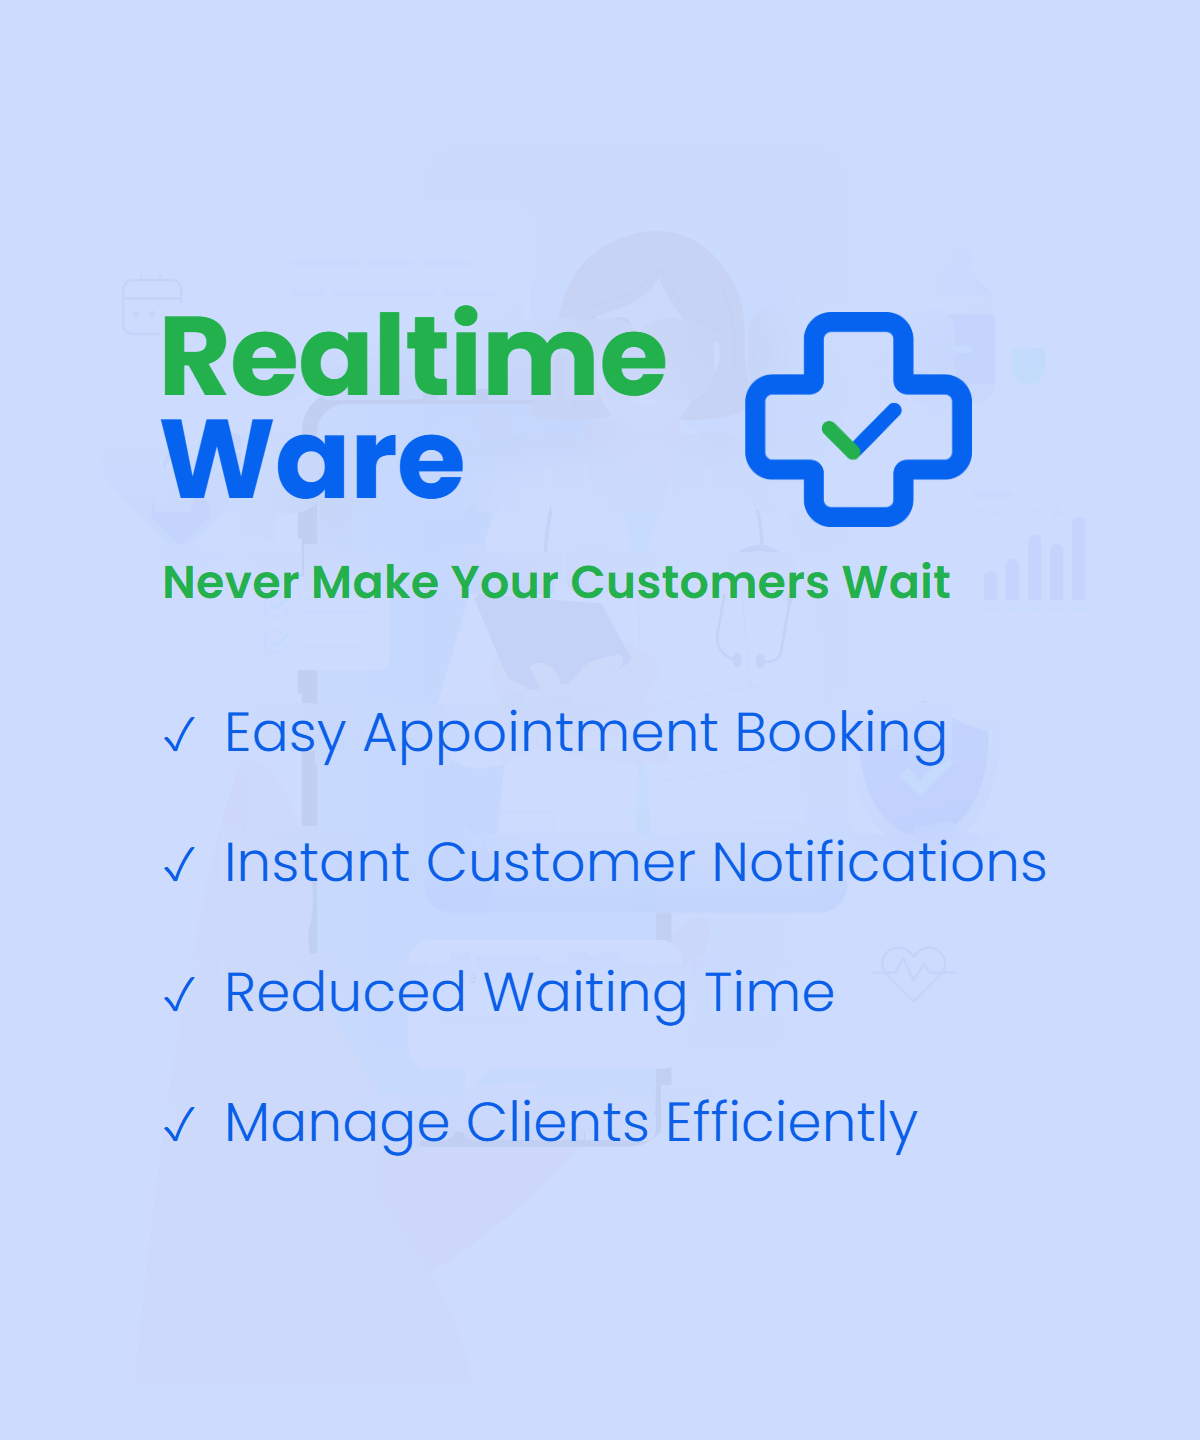 Realtime
Ware
Never Make Your Customers Wait
✓ Easy Appointment Booking
✓ Instant Customer Notifications
✓ Reduced Waiting Time
✓ Manage Clients Efficiently